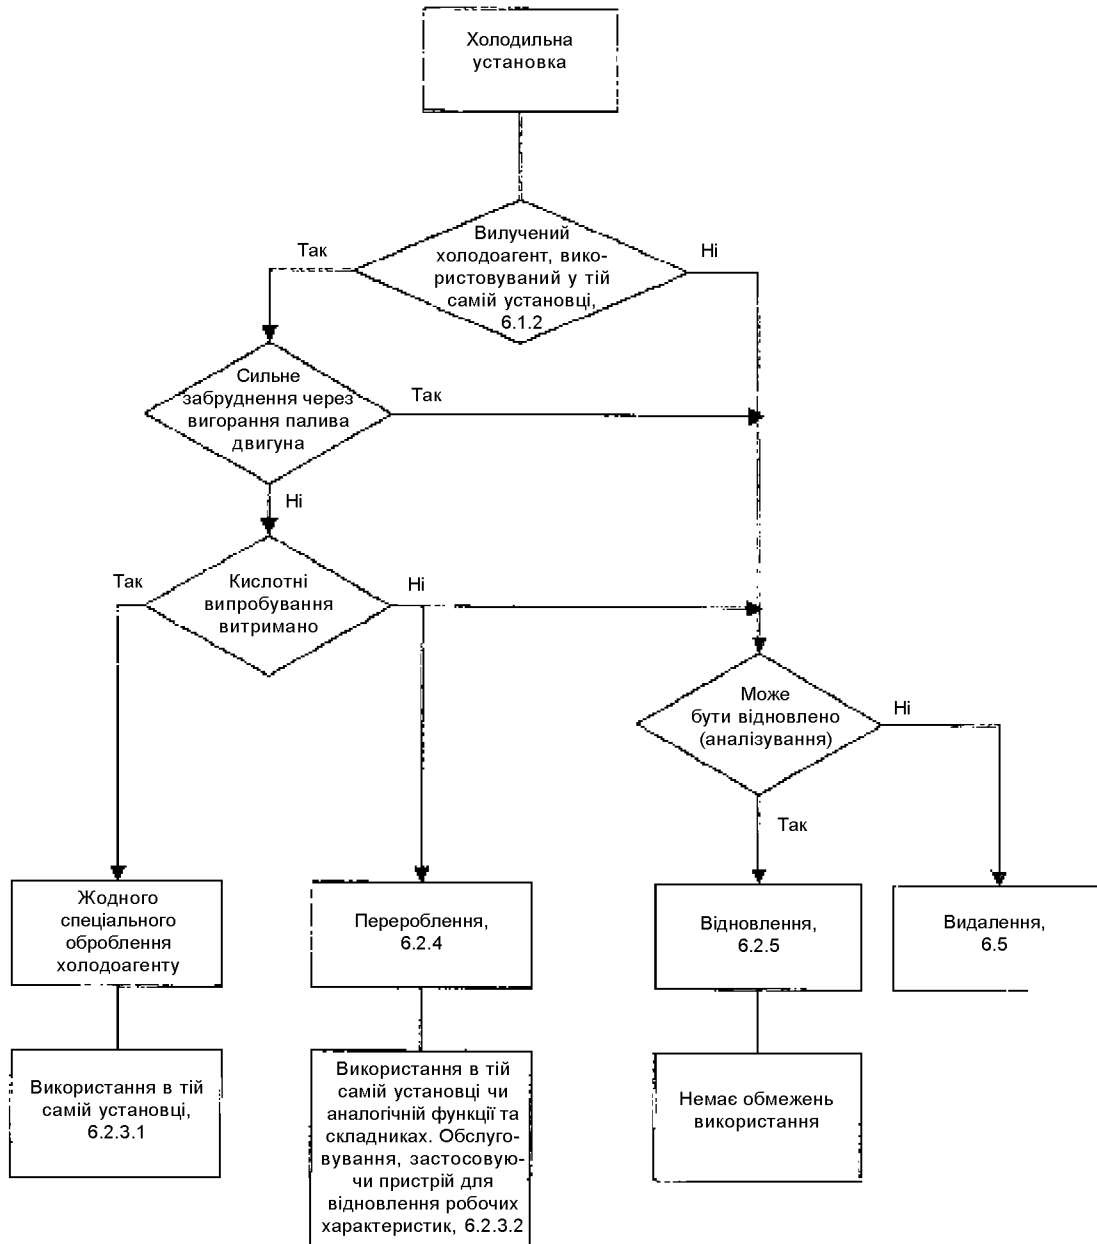 Холодильна
установка
Вилучений
холодоагент, вико-
ристовуваний у тій
самій установці,
6.1.2
Так
Ні
Сильне
забруднення через
вигорання палива
двигуна
Так
Ні
Кислотні
випробування
витримано
Так
Ні
Може
бути відновлено
(аналізування)
Ні
Так
Жодного
спеціального
оброблення
холодоагенту
Перероблення,
6.2.4
Відновлення,
6.2.5
Видалення,
6.5
Використання в тій
самій установці,
6.2.3.1
Використання в тій
самій установці чи
аналогічній функції та
складниках. Обслуго-
вування, застосовую-
чи пристрій для
відновлення робочих
характеристик, 6.2.3.2
Немає обмежень
використання